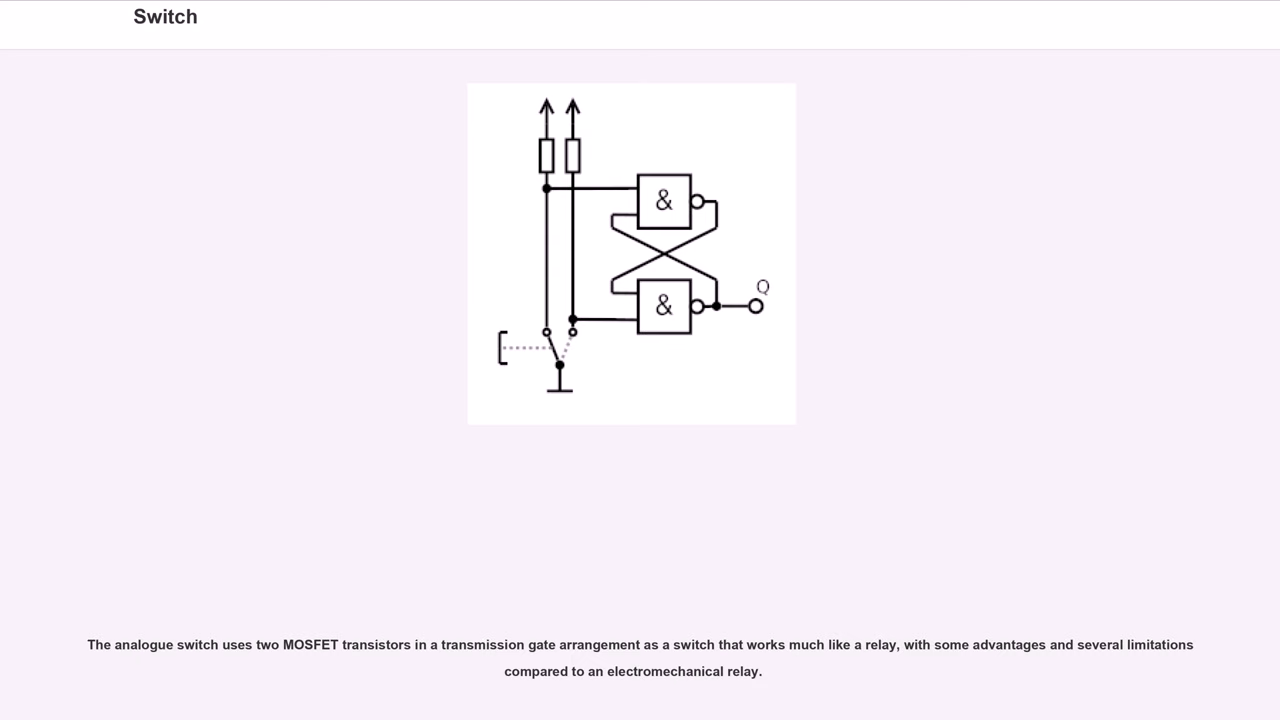 Switch
&
Q
&
The analogue switch uses two MOSFET transistors in a transmission gate arrangement as a switch that works much like a relay, with some advantages and several limitations
compared to an electromechanical relay.